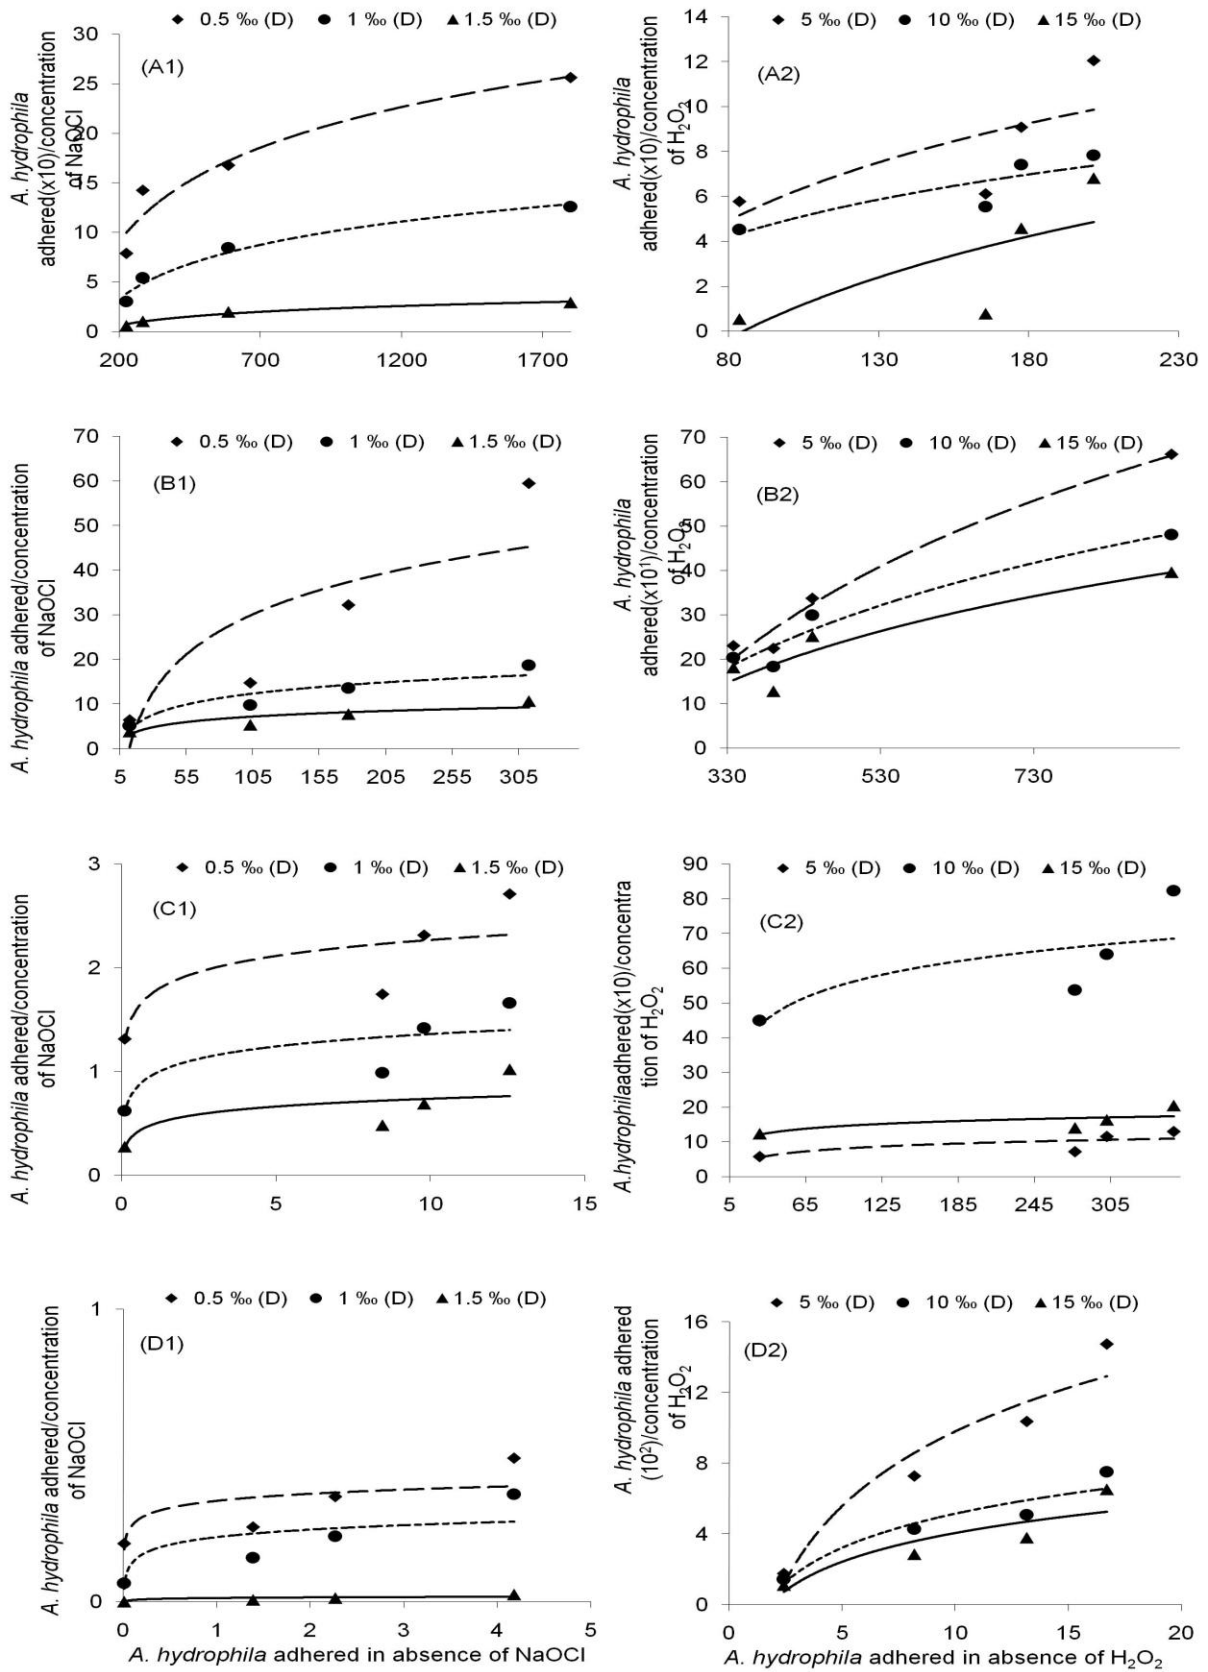 ◆ 0.5 ‰ (D) ● 1 ‰ (D) ▲ 1.5 ‰ (D)
A. hydrophila
adhered(x10)/concentration
of NaOCl
(A1)
30
25
20
15
10
5
0
200 700 1200 1700
◆ 5 ‰ (D) ● 10 ‰ (D) ▲ 15 ‰ (D)
A. hydrophila
adhered(x10)/concentration
of H₂O₂
(A2)
14
12
10
8
6
4
2
0
80 130 180 230
◆ 0.5 ‰ (D) ● 1 ‰ (D) ▲ 1.5 ‰ (D)
A. hydrophila adhered/concentration
of NaOCl
(B1)
70
60
50
40
30
20
10
0
5 55 105 155 205 255 305
◆ 5 ‰ (D) ● 10 ‰ (D) ▲ 15 ‰ (D)
A. hydrophila
adhered(x10¹)/concentration
of H₂O₂
(B2)
70
60
50
40
30
20
10
0
330 530 730
◆ 0.5 ‰ (D) ● 1 ‰ (D) ▲ 1.5 ‰ (D)
A. hydrophila adhered/concentration
of NaOCl
(C1)
3
2
1
0
0 5 10 15
◆ 5 ‰ (D) ● 10 ‰ (D) ▲ 15 ‰ (D)
A.hydrophilaadhered(x10)/concentra
tion of H₂O₂
(C2)
90
80
70
60
50
40
30
20
10
0
5 65 125 185 245 305
◆ 0.5 ‰ (D) ● 1 ‰ (D) ▲ 1.5 ‰ (D)
A. hydrophila adhered/concentration
of NaOCl
(D1)
1
0
0 1 2 3 4 5
A. hydrophila adhered in absence of NaOCl
◆ 5 ‰ (D) ● 10 ‰ (D) ▲ 15 ‰ (D)
A. hydrophila adhered
(10²)/concentration
of H₂O₂
(D2)
16
12
8
4
0
0 5 10 15 20
A. hydrophila adhered in absence of H₂O₂